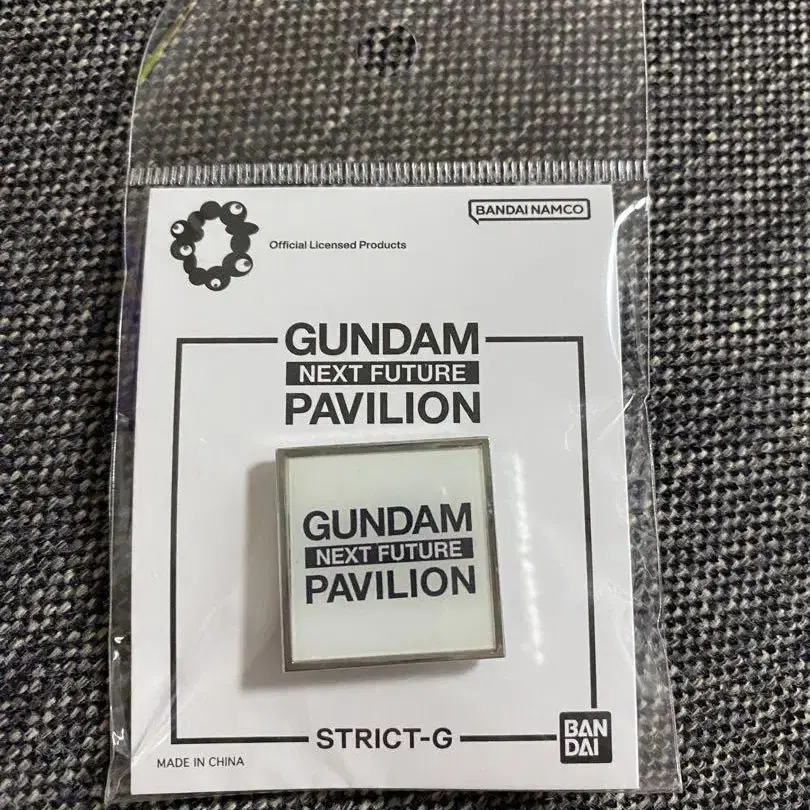 BANDAI NAMCO
Official Licensed Products
GUNDAM
NEXT FUTURE
PAVILION
GUNDAM
NEXT FUTURE
PAVILION
STRICT-G
BAN
DAI
MADE IN CHINA